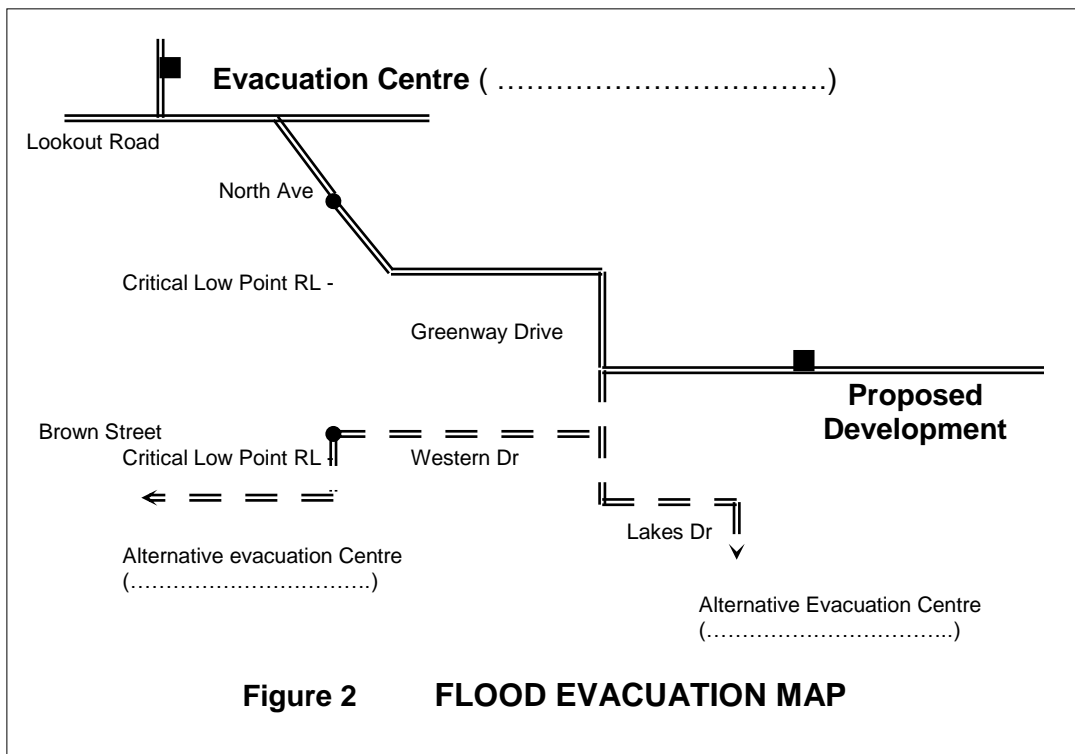 Evacuation Centre ( ……………………………..)
Lookout Road
North Ave
Critical Low Point RL -
Greenway Drive
Proposed
Development
Brown Street
Critical Low Point RL -
Western Dr
Lakes Dr
Alternative evacuation Centre
(……………………………..)
Alternative Evacuation Centre
(……………………………...)
Figure 2 FLOOD EVACUATION MAP